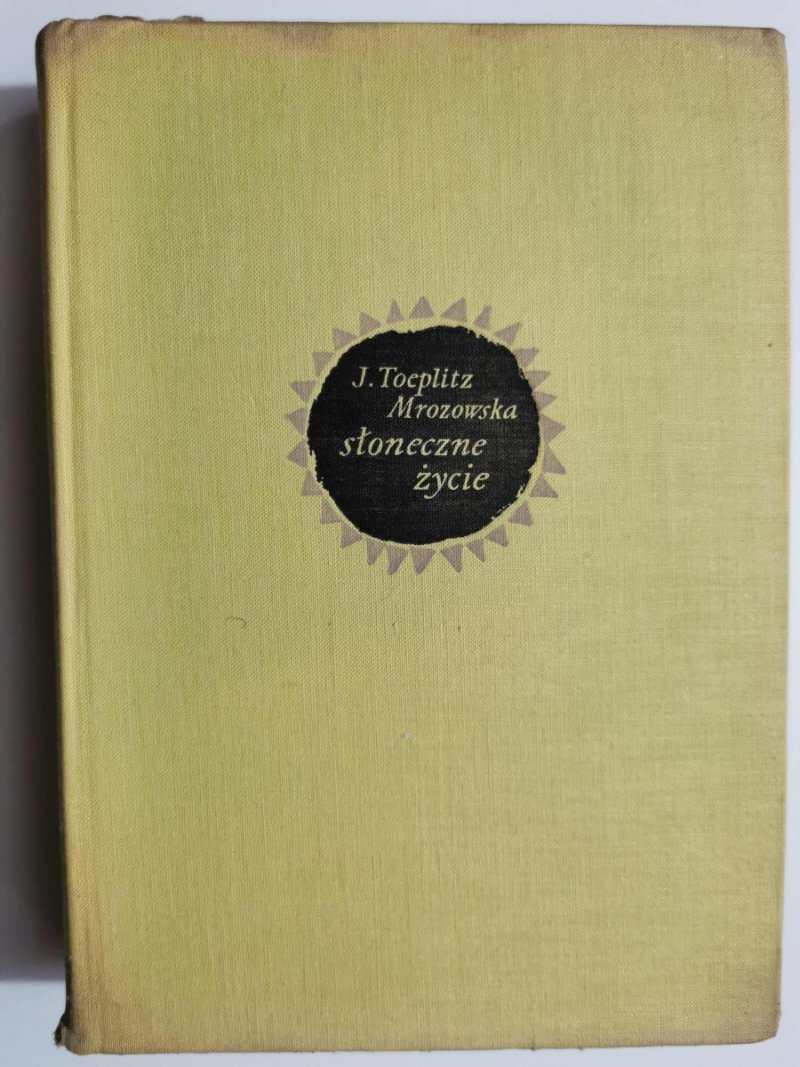 J. Toeplitz
Mrozowska
słoneczne
życie